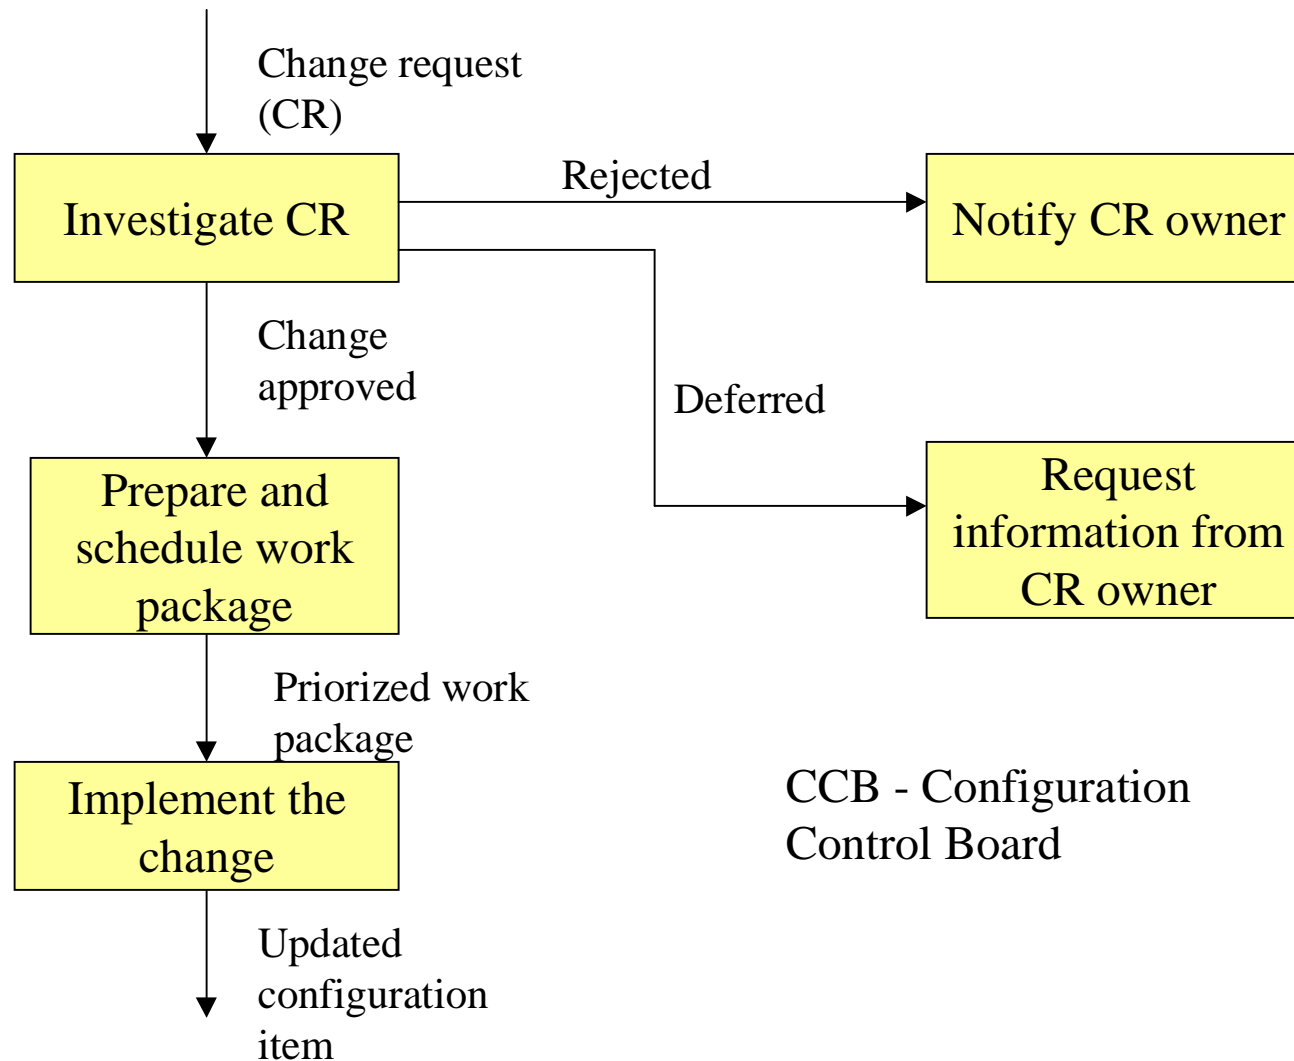 Change request
(CR)
Investigate CR
Rejected
Notify CR owner
Change
approved
Deferred
Prepare and
schedule work
package
Request
information from
CR owner
Priorized work
package
Implement the
change
CCB - Configuration
Control Board
Updated
configuration
item